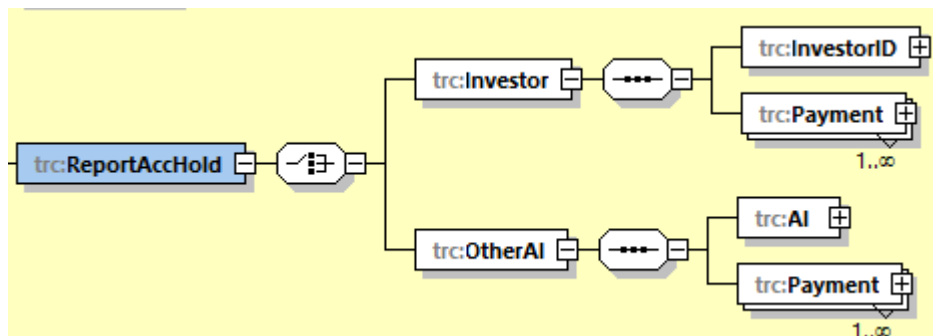 trc:InvestorID
trc:Investor
trc:Payment
1..∞
trc:ReportAccHold
trc:AI
trc:OtherAI
trc:Payment
1..∞